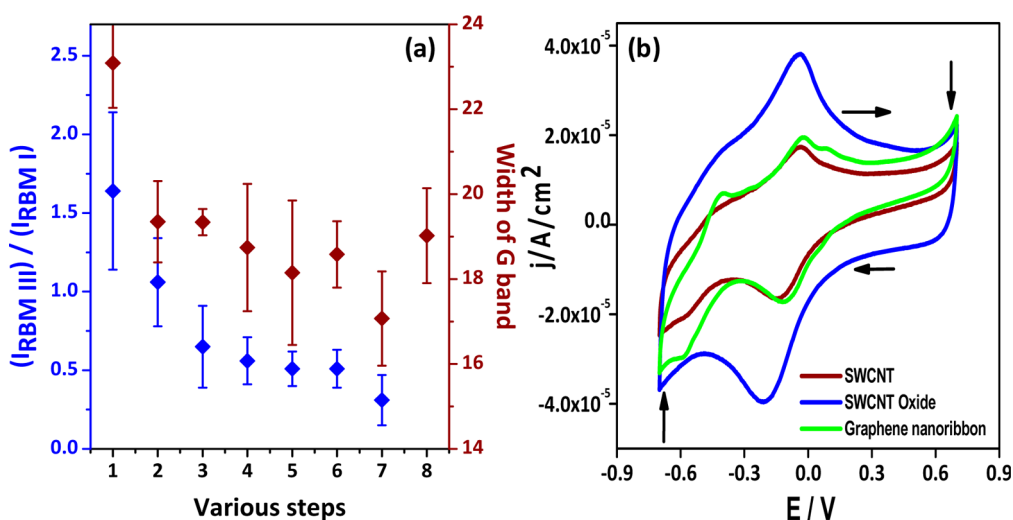 (a)
2.5
2.0
1.5
1.0
0.5
0.0
(IRBM III) / (IRBM I)
1 2 3 4 5 6 7 8
Various steps
24
22
20
18
16
14
Width of G band
(b)
4.0x10-5
2.0x10-5
0.0
-2.0x10-5
-4.0x10-5
j/A/cm2
SWCNT
SWCNT Oxide
Graphene nanoribbon
-0.9 -0.6 -0.3 0.0 0.3 0.6 0.9
E / V